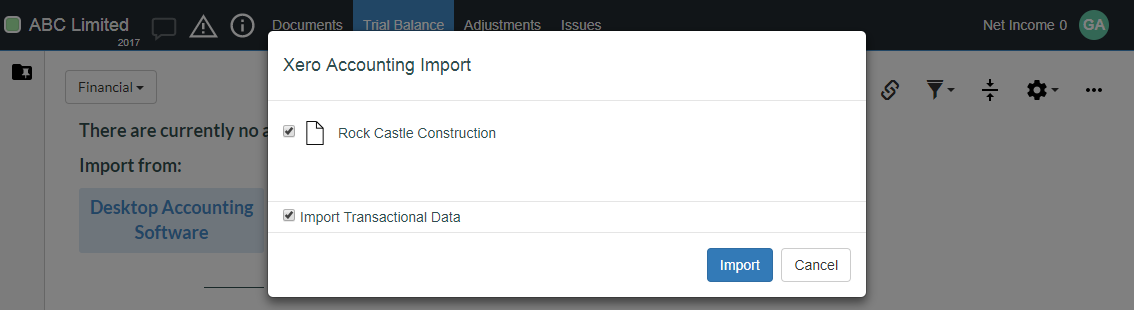 ABC Limited
2017
Documents
Trial Balance
Adjustments
Issues
Net Income 0
GA
Xero Accounting Import
Financial
There are currently no a
Rock Castle Construction
Import from:
Desktop Accounting
Software
Import Transactional Data
Import
Cancel